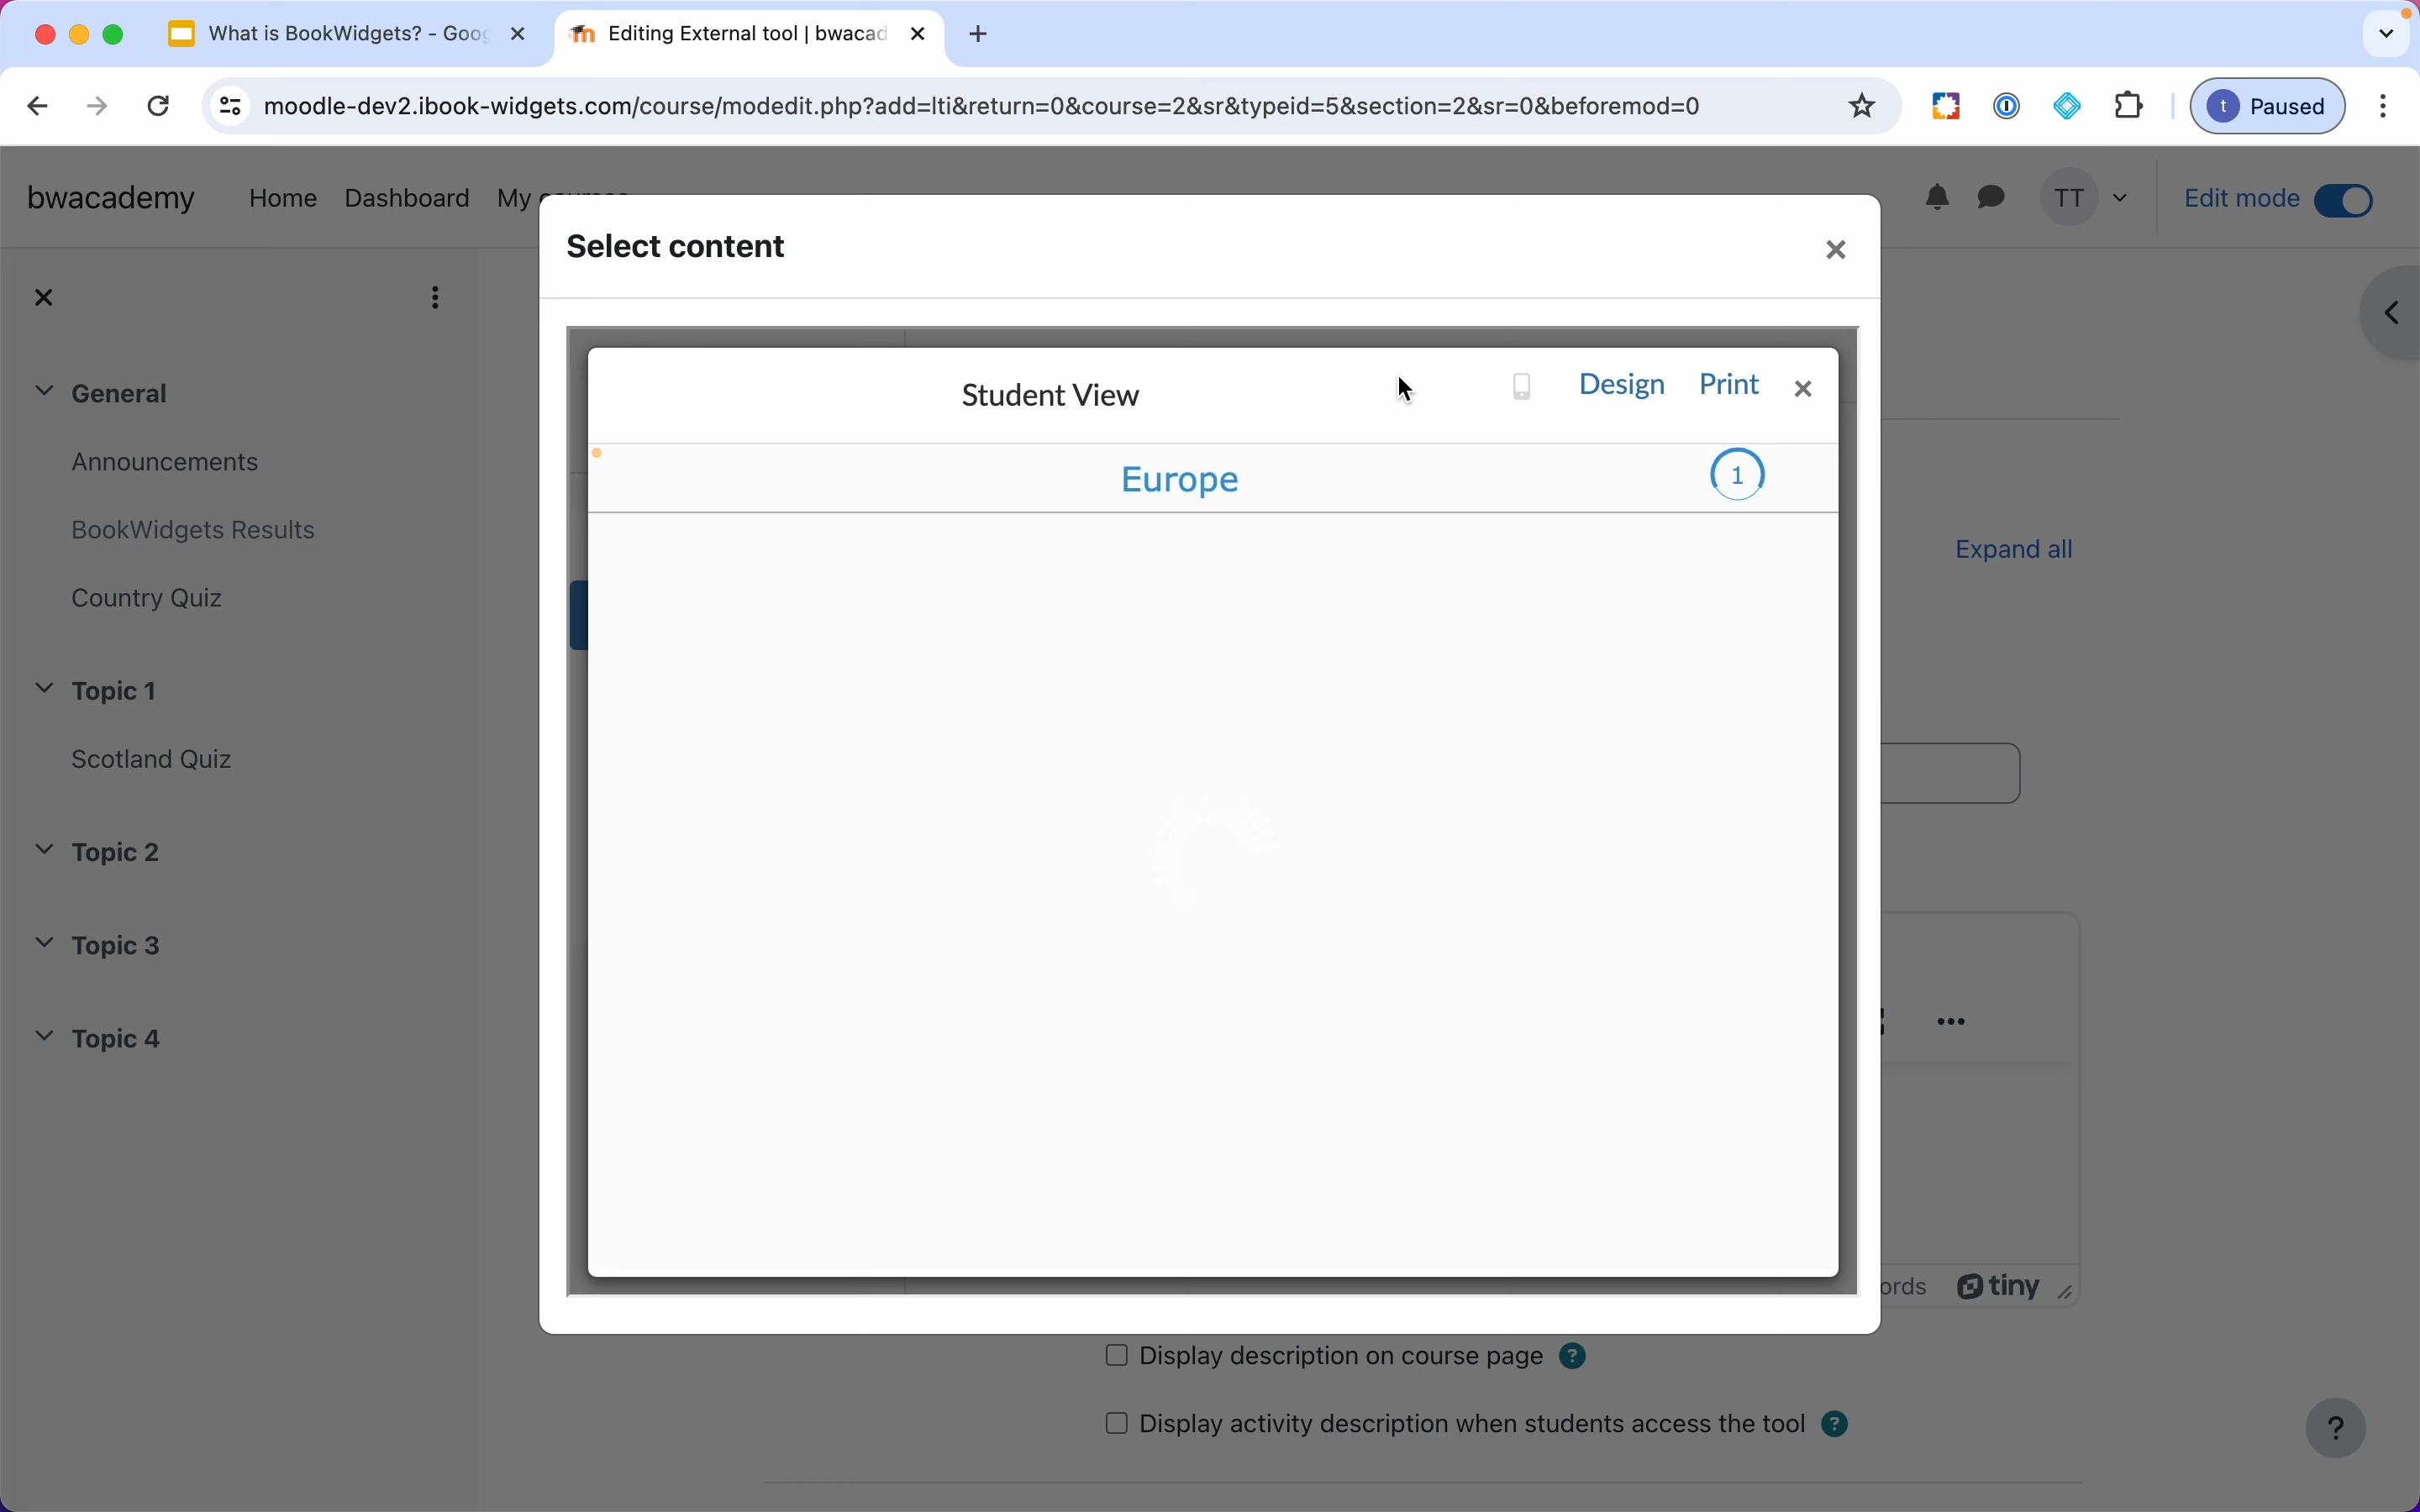 What is BookWidgets? - Goog
Editing External tool | bwacad
moodle-dev2.ibook-widgets.com/course/modedit.php?add=lti&return=0&course=2&sr&typeid=5&section=2&sr=0&beforemod=0
t Paused
bwacademy
Home
Dashboard
My courses
TT
Edit mode
Select content
Student View
Design
Print
Europe
1
General
Announcements
BookWidgets Results
Country Quiz
Topic 1
Scotland Quiz
Topic 2
Topic 3
Topic 4
Expand all
ords
tiny
Display description on course page ?
Display activity description when students access the tool ?
?